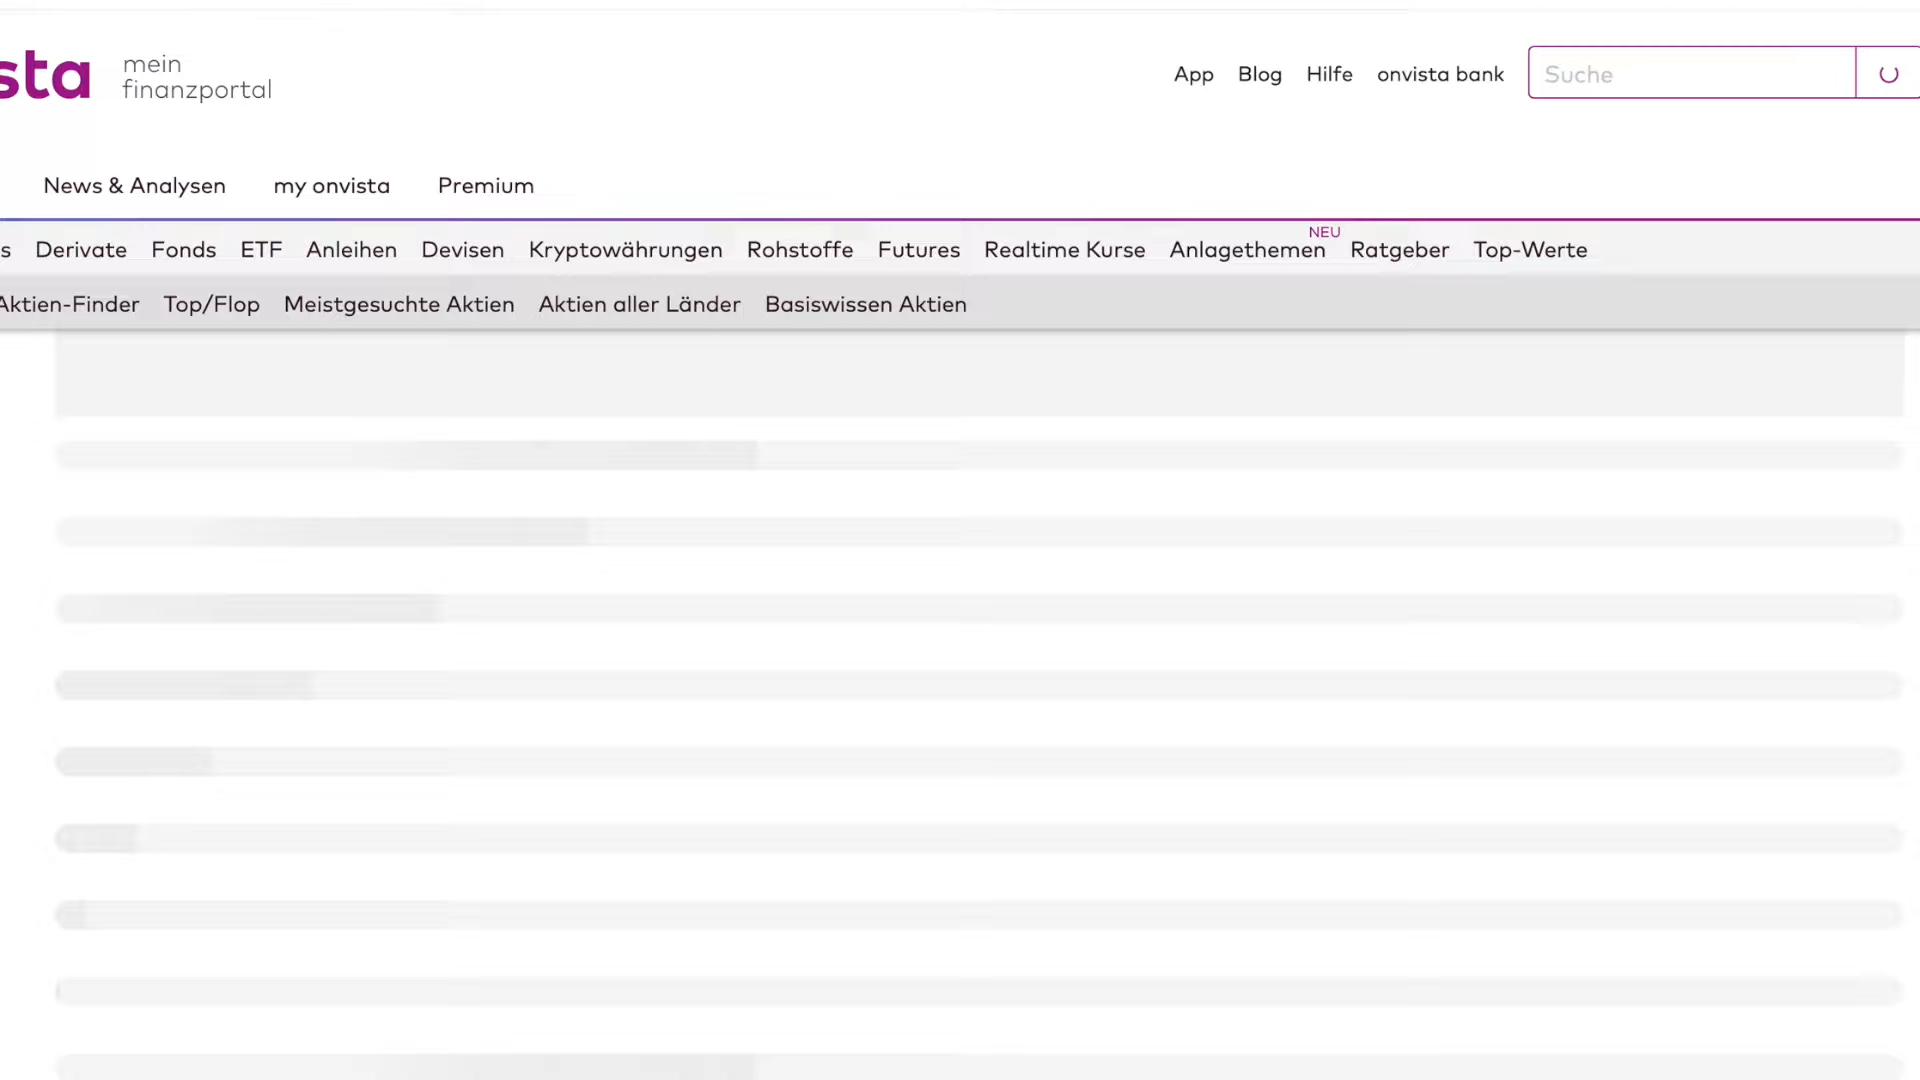 sta
mein
finanzportal
App Blog Hilfe onvista bank Suche
News & Analysen my onvista Premium
s Derivate Fonds ETF Anleihen Devisen Kryptowährungen Rohstoffe Futures Realtime Kurse Anlagethemen NEU Ratgeber Top-Werte
Aktien-Finder Top/Flop Meistgesuchte Aktien Aktien aller Länder Basiswissen Aktien